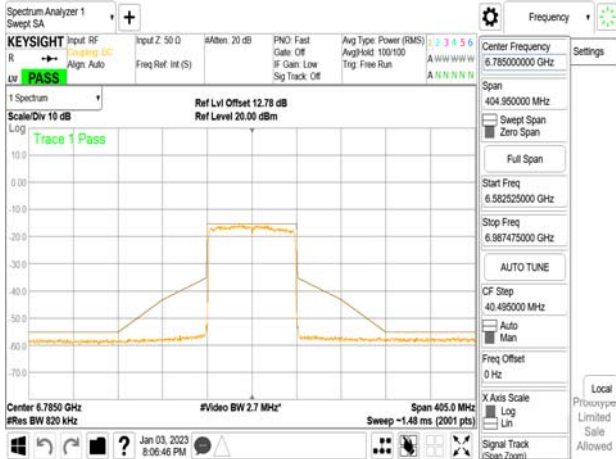 Spectrum Analyzer 1
Swept SA
+
Frequency
KEYSIGHT
R
LXI
PASS
Input: RF
Coupling: DC
Align: Auto
Input Z: 50 Ω
Freq Ref: Int (S)
#Atten: 20 dB
PNO: Fast
Gate: Off
IF Gain: Low
Sig Track: Off
Avg Type: Power (RMS)
Avg|Hold: 100/100
Trig: Free Run
1 2 3 4 5 6
A W W W W W
A N N N N N
1 Spectrum
Scale/Div 10 dB
Ref Lvl Offset 12.78 dB
Ref Level 20.00 dBm
Log
Trace 1 Pass
10.0
0.00
-10.0
-20.0
-30.0
-40.0
-50.0
-60.0
-70.0
Center 6.7850 GHz
#Res BW 820 kHz
#Video BW 2.7 MHz*
Span 405.0 MHz
Sweep ~1.48 ms (2001 pts)
?
Jan 03, 2023
8:06:46 PM
Center Frequency
6.785000000 GHz
Span
404.950000 MHz
Swept Span
Zero Span
Full Span
Start Freq
6.582525000 GHz
Stop Freq
6.987475000 GHz
AUTO TUNE
CF Step
40.495000 MHz
Auto
Man
Freq Offset
0 Hz
X Axis Scale
Log
Lin
Signal Track
(Span Zoom)
Settings
Local
Prototype
Limited
Sale
Allowed